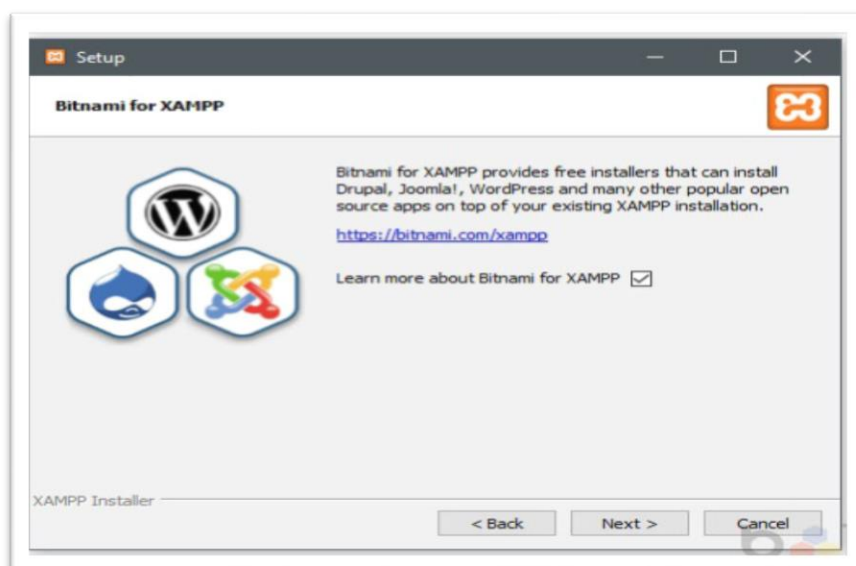 Setup
Bitnami for XAMPP
Bitnami for XAMPP provides free installers that can install
Drupal, Joomla!, WordPress and many other popular open
source apps on top of your existing XAMPP installation.
https://bitnami.com/xampp
Learn more about Bitnami for XAMPP
XAMPP Installer
< Back
Next >
Cancel